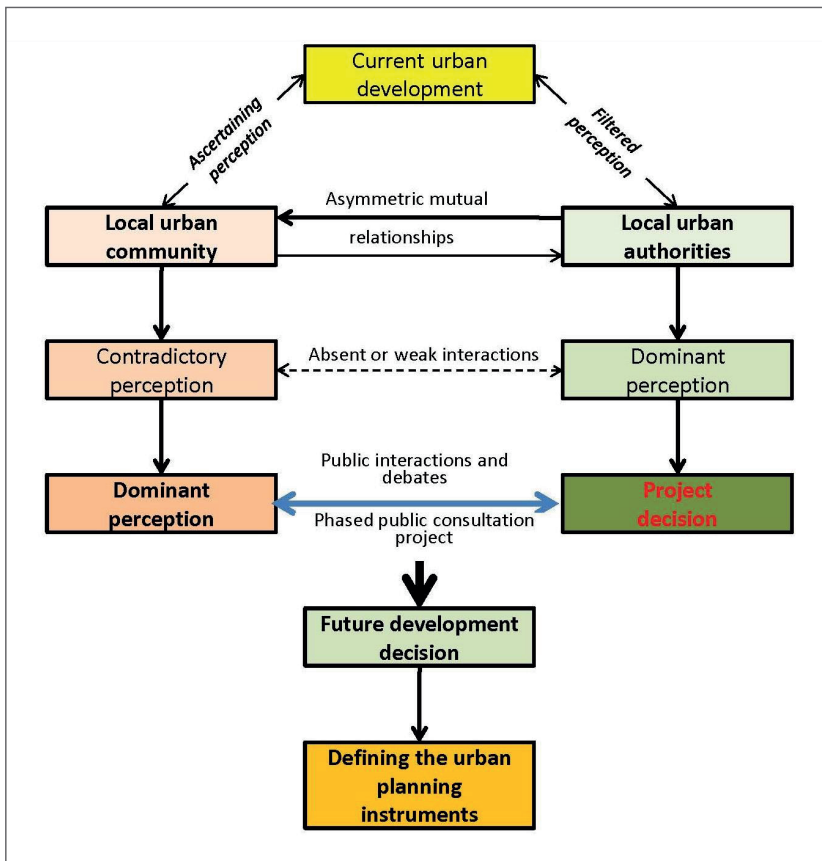 Current urban
development
Ascertaining
perception
Filtered
perception
Local urban
community
Asymmetric mutual
relationships
Local urban
authorities
Contradictory
perception
Absent or weak interactions
Dominant
perception
Dominant
perception
Public interactions and
debates
Phased public consultation
project
Project
decision
Future development
decision
Defining the urban
planning
instruments